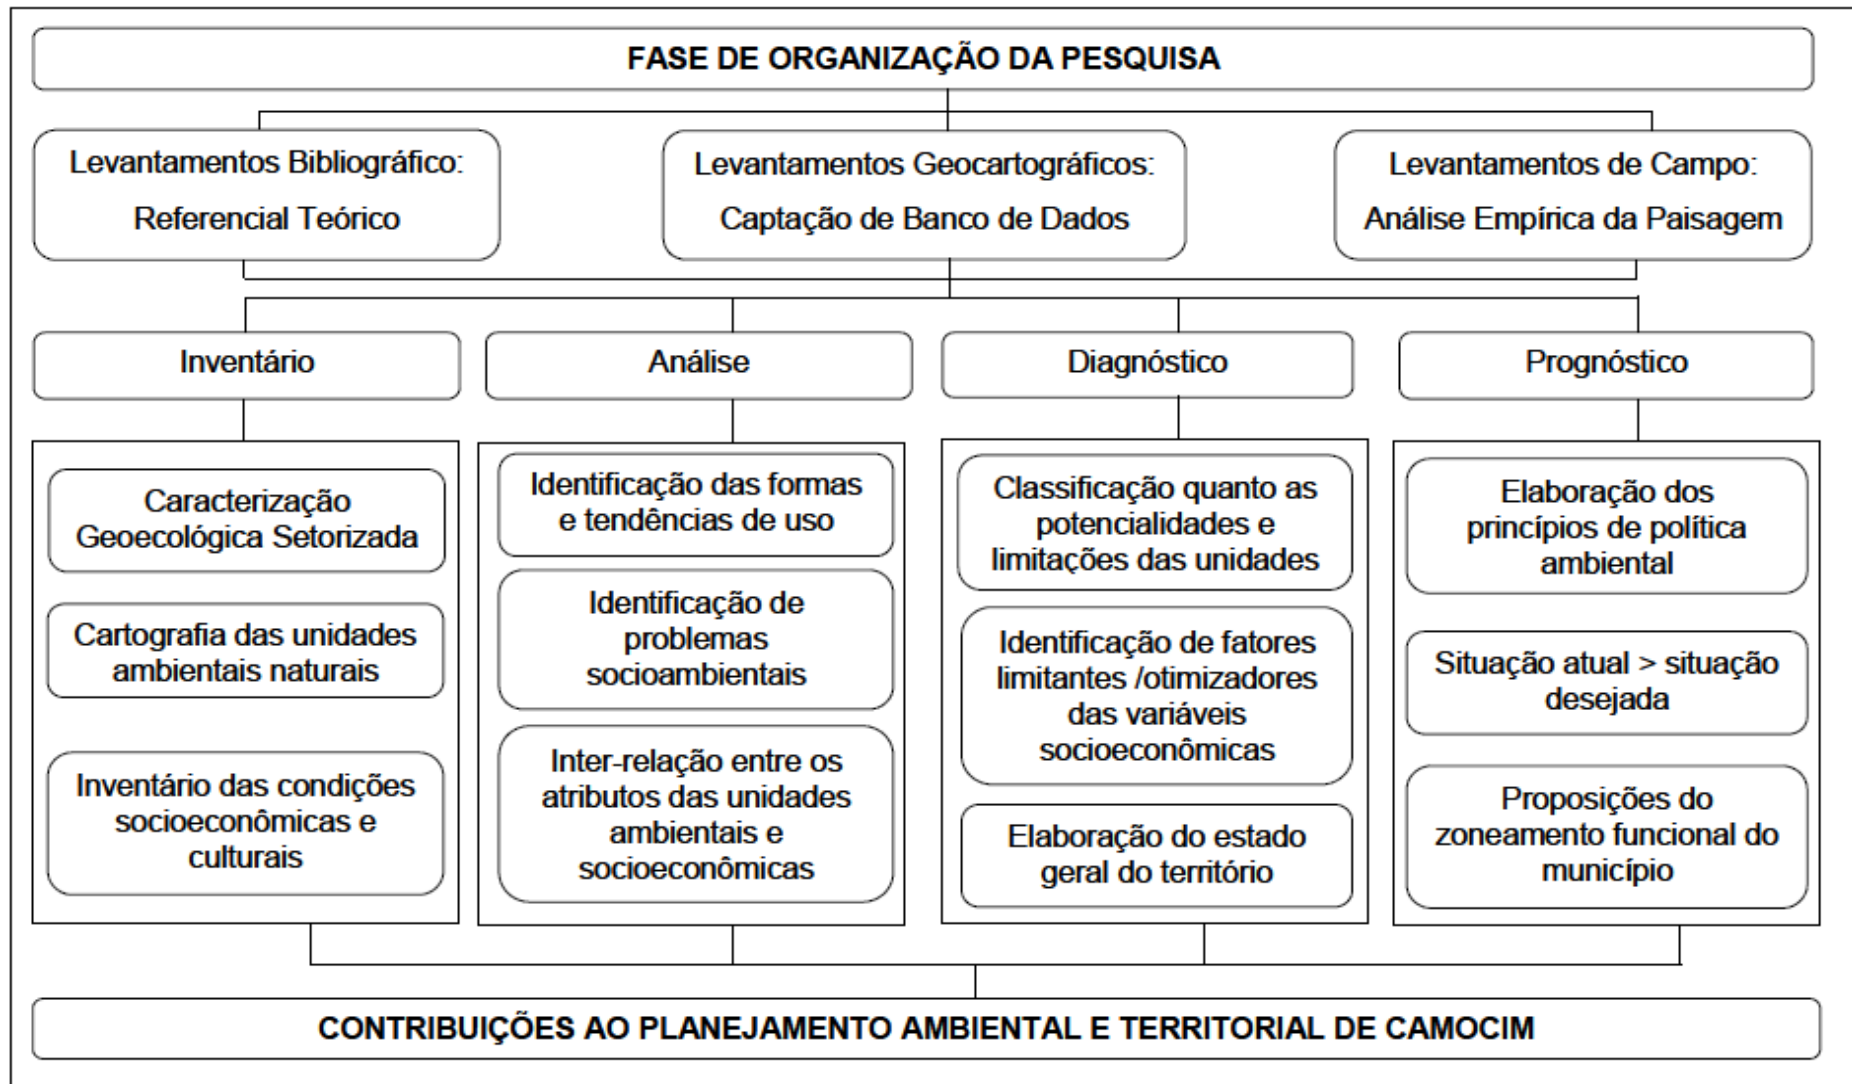 FASE DE ORGANIZAÇÃO DA PESQUISA
Levantamentos Bibliográfico:
Referencial Teórico
Levantamentos Geocartográficos:
Captação de Banco de Dados
Levantamentos de Campo:
Análise Empírica da Paisagem
Inventário
Análise
Diagnóstico
Prognóstico
Caracterização
Geoecológica Setorizada
Cartografia das unidades
ambientais naturais
Inventário das condições
socioeconômicas e
culturais
Identificação das formas
e tendências de uso
Identificação de
problemas
socioambientais
Inter-relação entre os
atributos das unidades
ambientais e
socioeconômicas
Classificação quanto as
potencialidades e
limitações das unidades
Identificação de fatores
limitantes /otimizadores
das variáveis
socioeconômicas
Elaboração do estado
geral do território
Elaboração dos
princípios de política
ambiental
Situação atual > situação
desejada
Proposições do
zoneamento funcional do
município
CONTRIBUIÇÕES AO PLANEJAMENTO AMBIENTAL E TERRITORIAL DE CAMOCIM